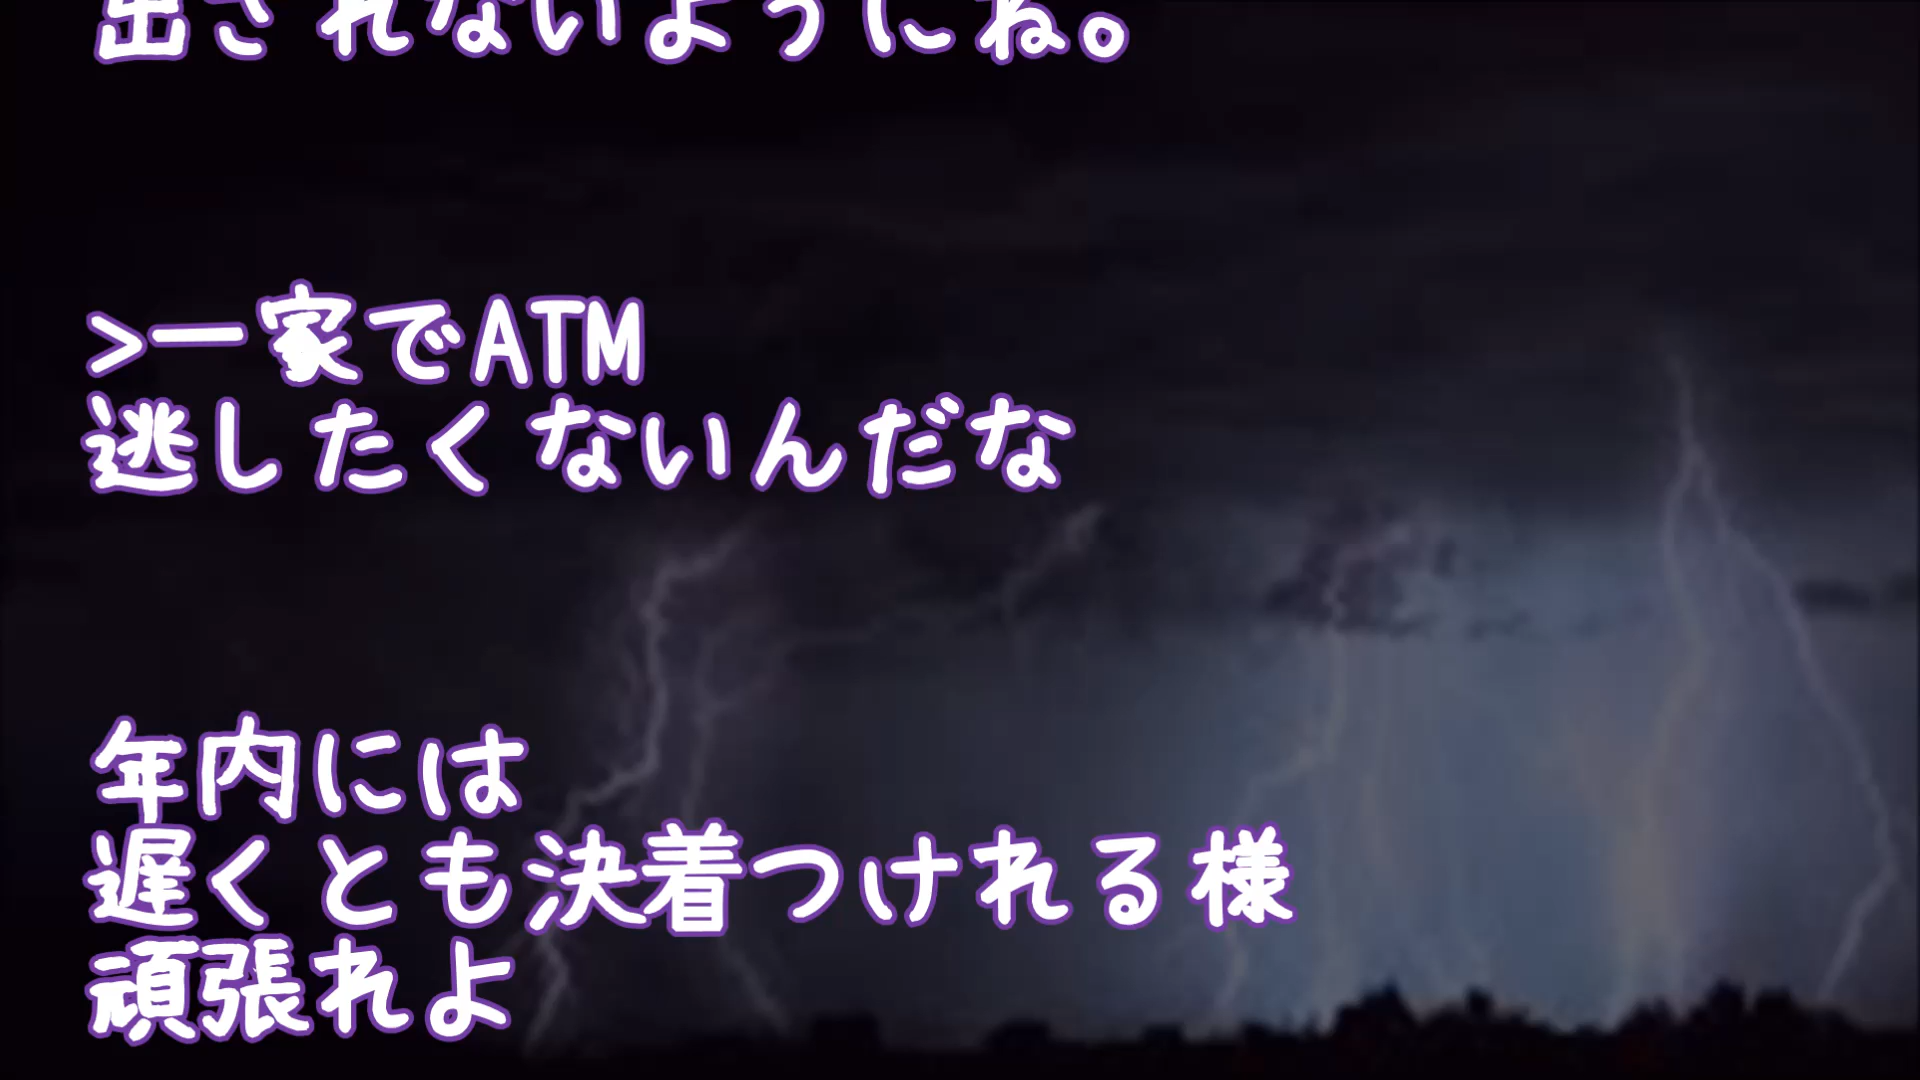 出されないようにね。
>一家でATM
逃したくないんだな
年内には
遅くとも決着つけれる様
頑張れよ